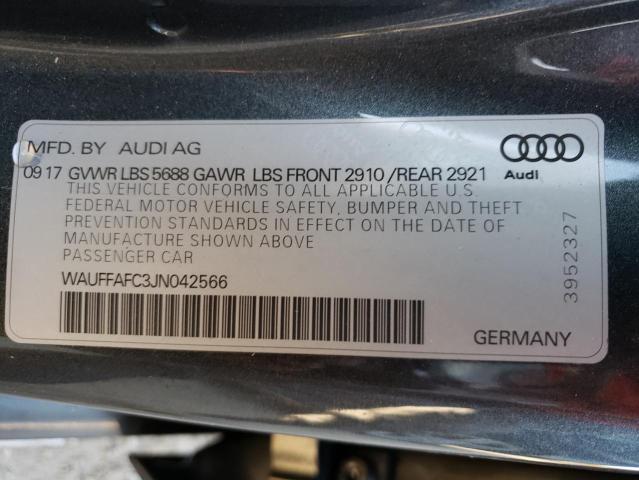 MFD. BY AUDI AG
09 17 GVWR LBS 5688 GAWR LBS FRONT 2910 /REAR 2921
Audi
THIS VEHICLE CONFORMS TO ALL APPLICABLE U.S.
FEDERAL MOTOR VEHICLE SAFETY, BUMPER AND THEFT
PREVENTION STANDARDS IN EFFECT ON THE DATE OF
MANUFACTURE SHOWN ABOVE
PASSENGER CAR
WAUFFAFC3JN042566
3952327
GERMANY